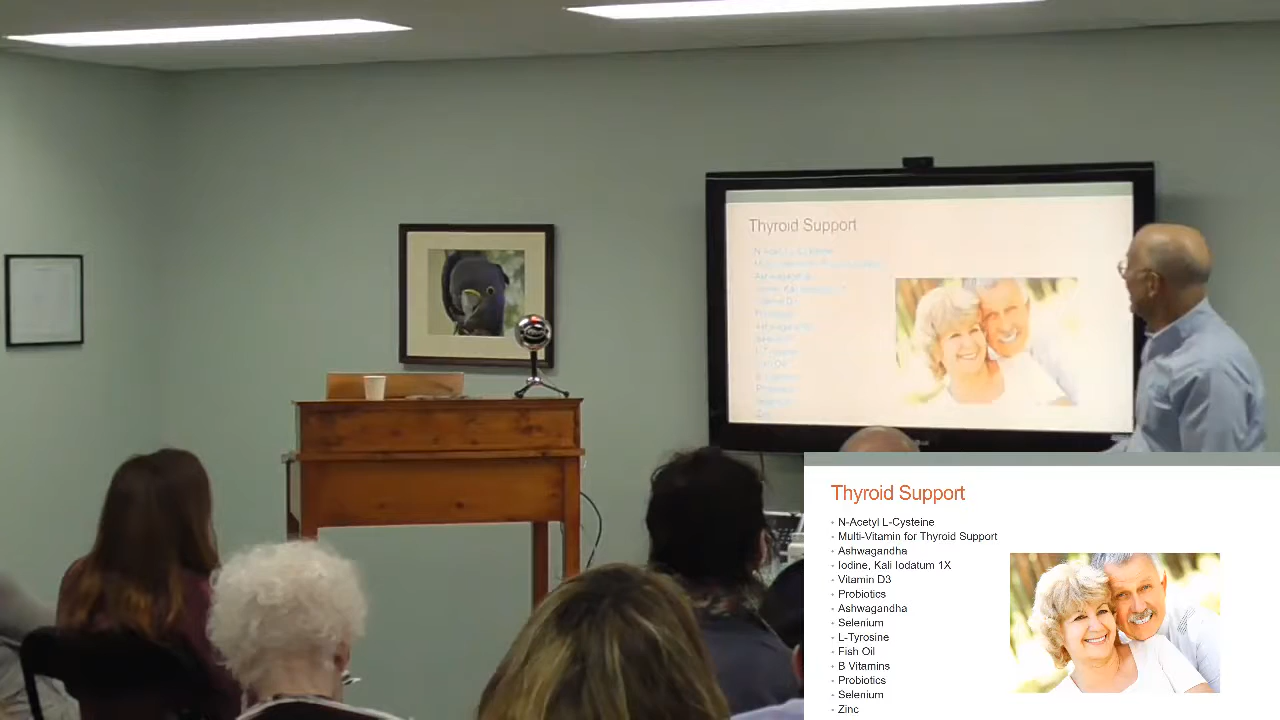 Thyroid Support
Thyroid Support
N-Acetyl L-Cysteine
Multi-Vitamin for Thyroid Support
Ashwagandha
Iodine, Kali Iodatum 1X
Vitamin D3
Probiotics
Ashwagandha
Selenium
L-Tyrosine
Fish Oil
B Vitamins
Probiotics
Selenium
Zinc